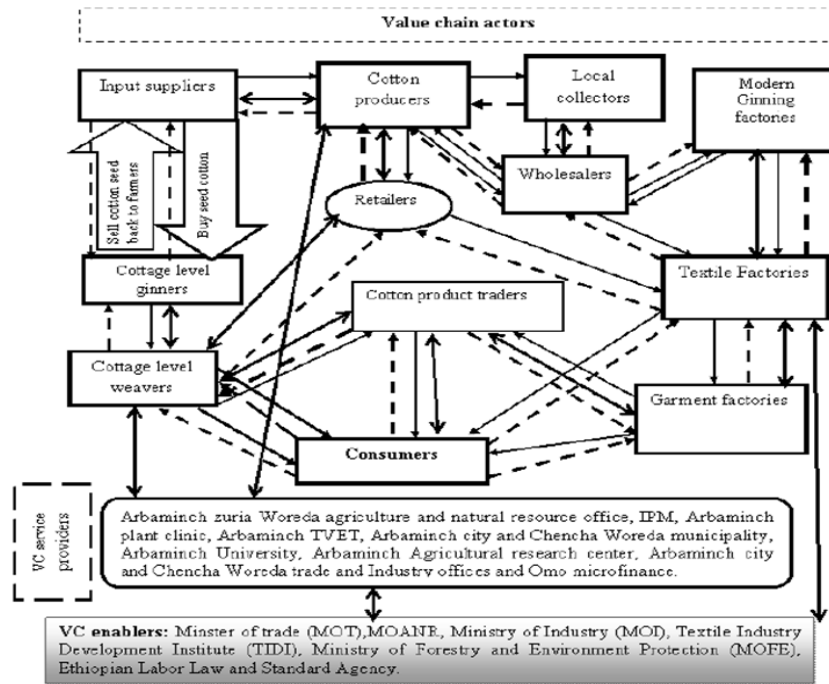 Value chain actors
Input suppliers
Cotton
producers
Local
collectors
Modern
Ginning
factories
Wholesalers
Retailers
Sell cotton seed
back to farmers
Buy seed cotton
Cottage level
ginners
Cotton product traders
Textile Factories
Cottage level
weavers
Garment factories
Consumers
VC service
providers
Arbaminch zuria Woreda agriculture and natural resource office, IPM, Arbaminch
plant clinic, Arbaminch TVET, Arbaminch city and Chencha Woreda municipality,
Arbaminch University, Arbaminch Agricultural research center, Arbaminch city
and Chencha Woreda trade and Industry offices and Omo microfinance.
VC enablers: Minster of trade (MOT),MOANR, Ministry of Industry (MOI), Textile Industry
Development Institute (TIDI), Ministry of Forestry and Environment Protection (MOFE),
Ethiopian Labor Law and Standard Agency.